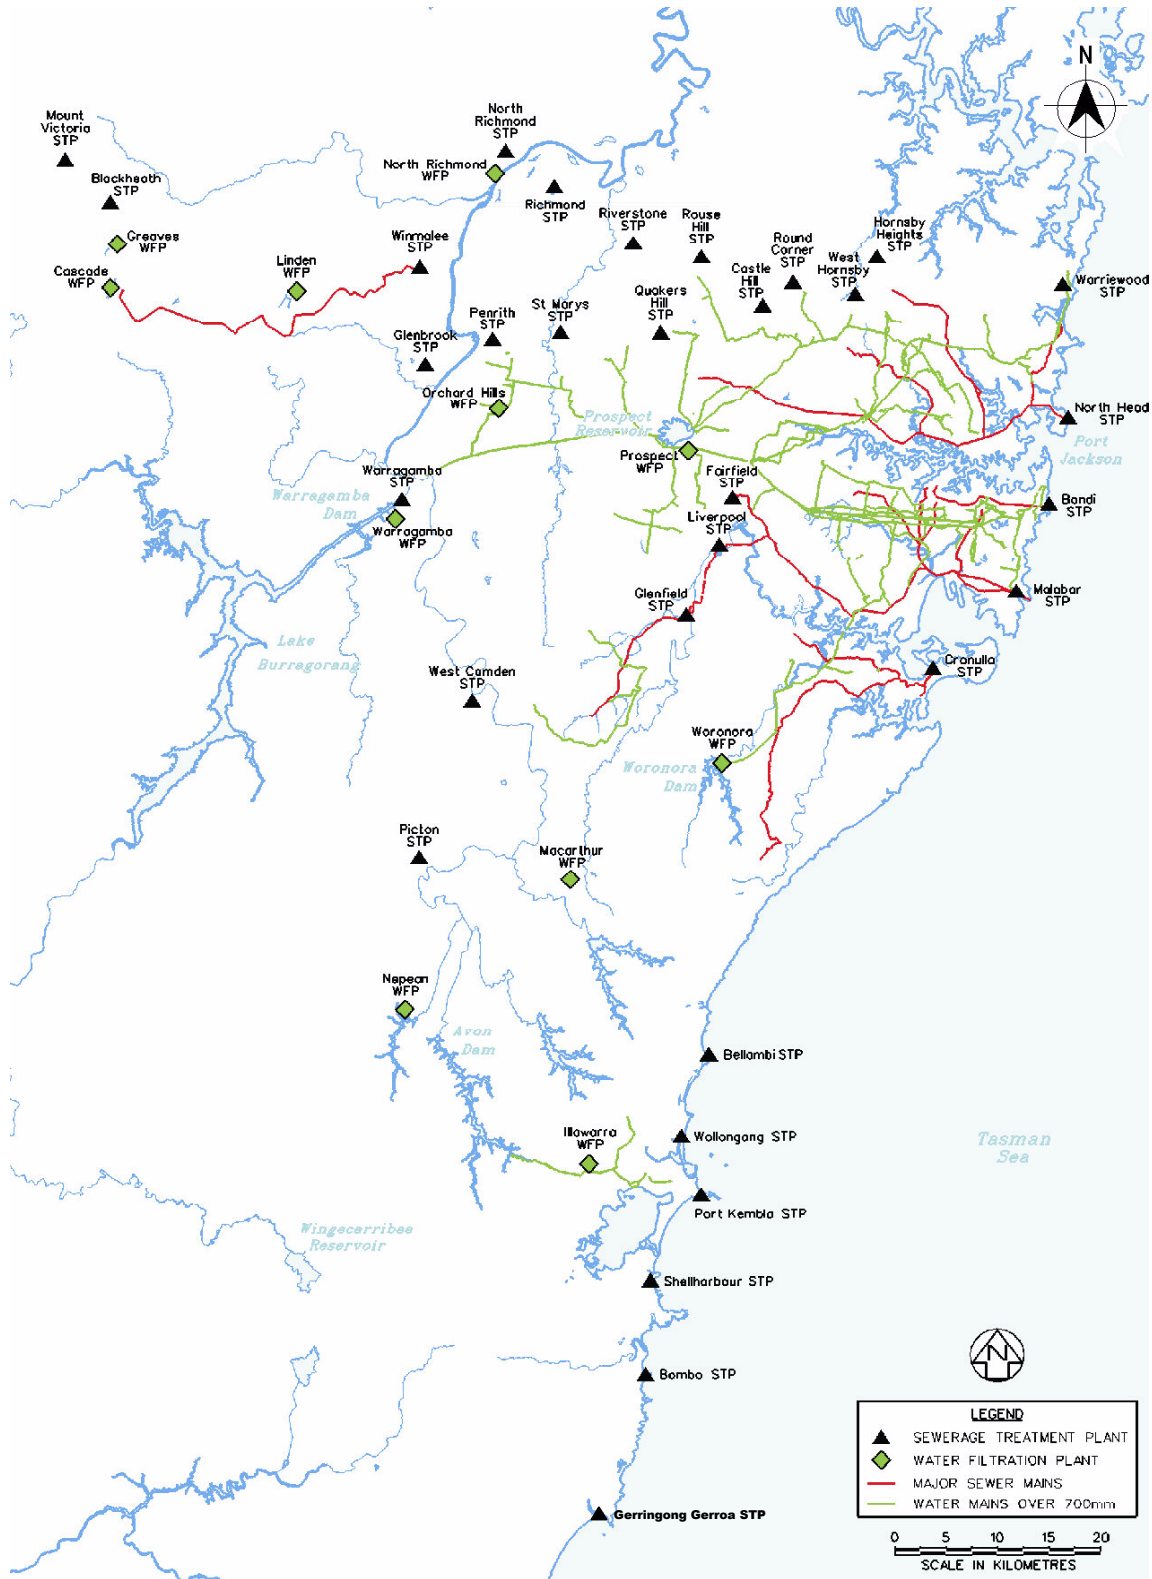 N
Mount
Victoria
STP
Blackheath
STP
Greaves
WFP
Cascade
WFP
Linden
WFP
Winmalee
STP
North
Richmond
STP
North Richmond
WFP
Richmond
STP
Riverstone
STP
Rouse
Hill
STP
Round
Corner
STP
Hornsby
Heights
STP
West
Hornsby
STP
Castle
Hill
STP
Warriewood
STP
Quakers
Hill
STP
St Marys
STP
Penrith
STP
Glenbrook
STP
Orchard Hills
WFP
Prospect
Reservoir
North Head
STP
Port
Jackson
Prospect
WFP
Warragamba
STP
Warragamba
Dam
Warragamba
WFP
Fairfield
STP
Liverpool
STP
Bondi
STP
Glenfield
STP
Malabar
STP
Lake
Burragorang
West Camden
STP
Cronulla
STP
Woronora
WFP
Woronora
Dam
Picton
STP
Macarthur
WFP
Nepean
WFP
Avon
Dam
Bellambi STP
Illawarra
WFP
Wollongong STP
Tasman
Sea
Port Kembla STP
Wingecarribee
Reservoir
Shellharbour STP
N
Bombo STP
Gerringong Gerroa STP
LEGEND
SEWERAGE TREATMENT PLANT
WATER FILTRATION PLANT
MAJOR SEWER MAINS
WATER MAINS OVER 700mm
0 5 10 15 20
SCALE IN KILOMETRES